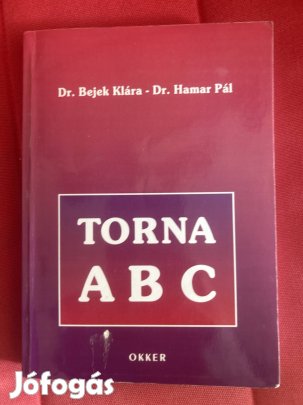 Dr. Bejek Klára - Dr. Hamar Pál
TORNA
A B C
OKKER
Jófogás